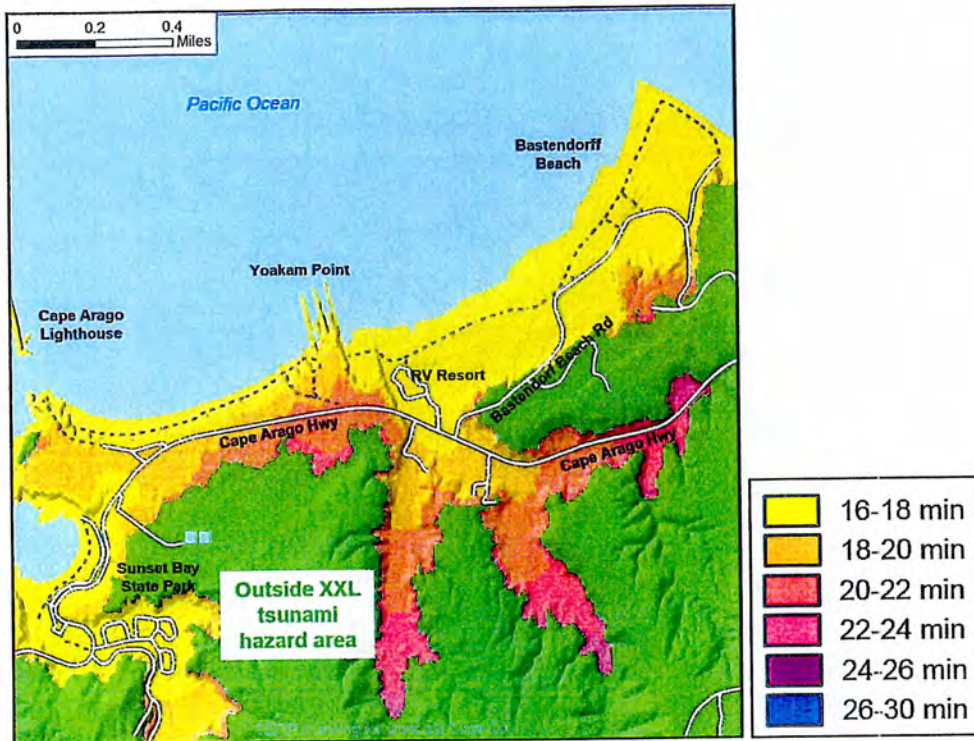 0 0.2 0.4
Miles
Pacific Ocean
Bastendorff
Beach
Yoakam Point
Cape Arago
Lighthouse
RV Resort
Bastendorf Beach Rd
Cape Arago Hwy
Cape Arago Hwy
Sunset Bay
State Park
Outside XXL
tsunami
hazard area
16-18 min
18-20 min
20-22 min
22-24 min
24-26 min
26-30 min